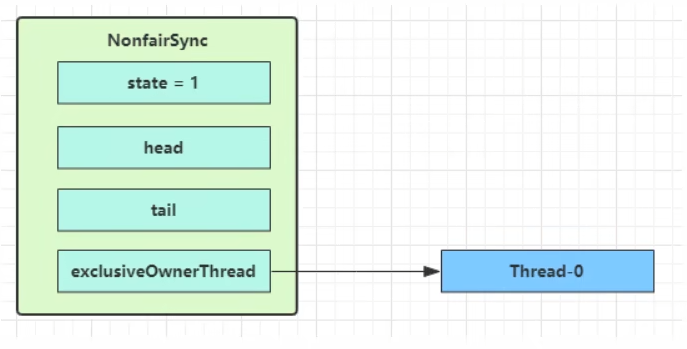 NonfairSync
state = 1
head
tail
exclusiveOwnerThread
Thread-0